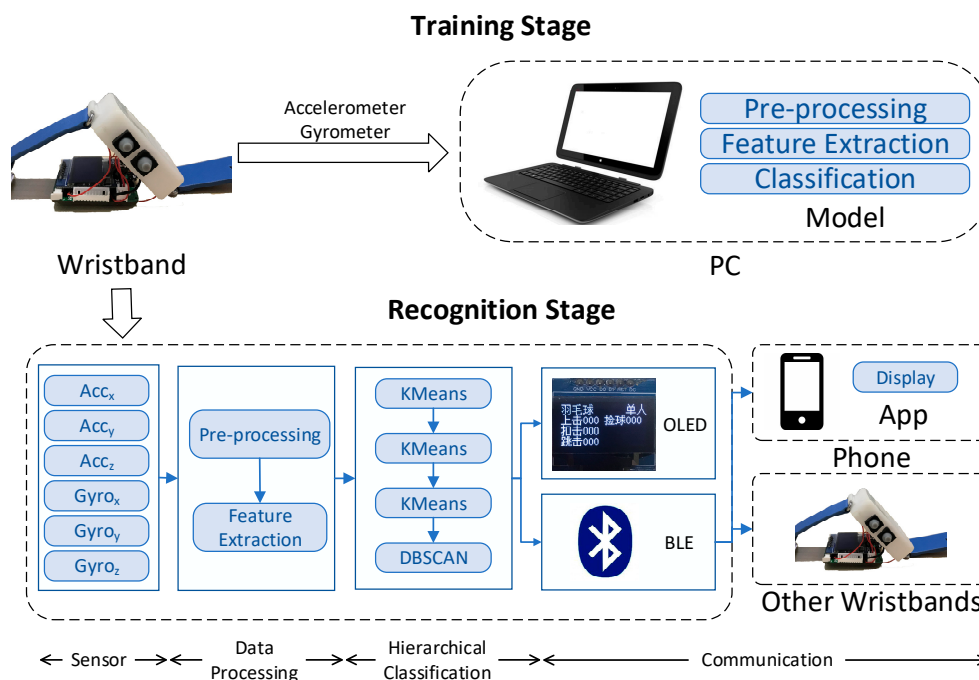 Training Stage
Accelerometer
Gyrometer
Pre-processing
Feature Extraction
Classification
Model
Wristband
PC
Recognition Stage
Accx
Accy
Accz
Gyrox
Gyroy
Gyroz
Pre-processing
Feature
Extraction
KMeans
KMeans
KMeans
DBSCAN
羽毛球 单人
上击000 捡球000
扣击000
跳击000
OLED
BLE
Display
App
Phone
Other Wristbands
Sensor
Data
Processing
Hierarchical
Classification
Communication